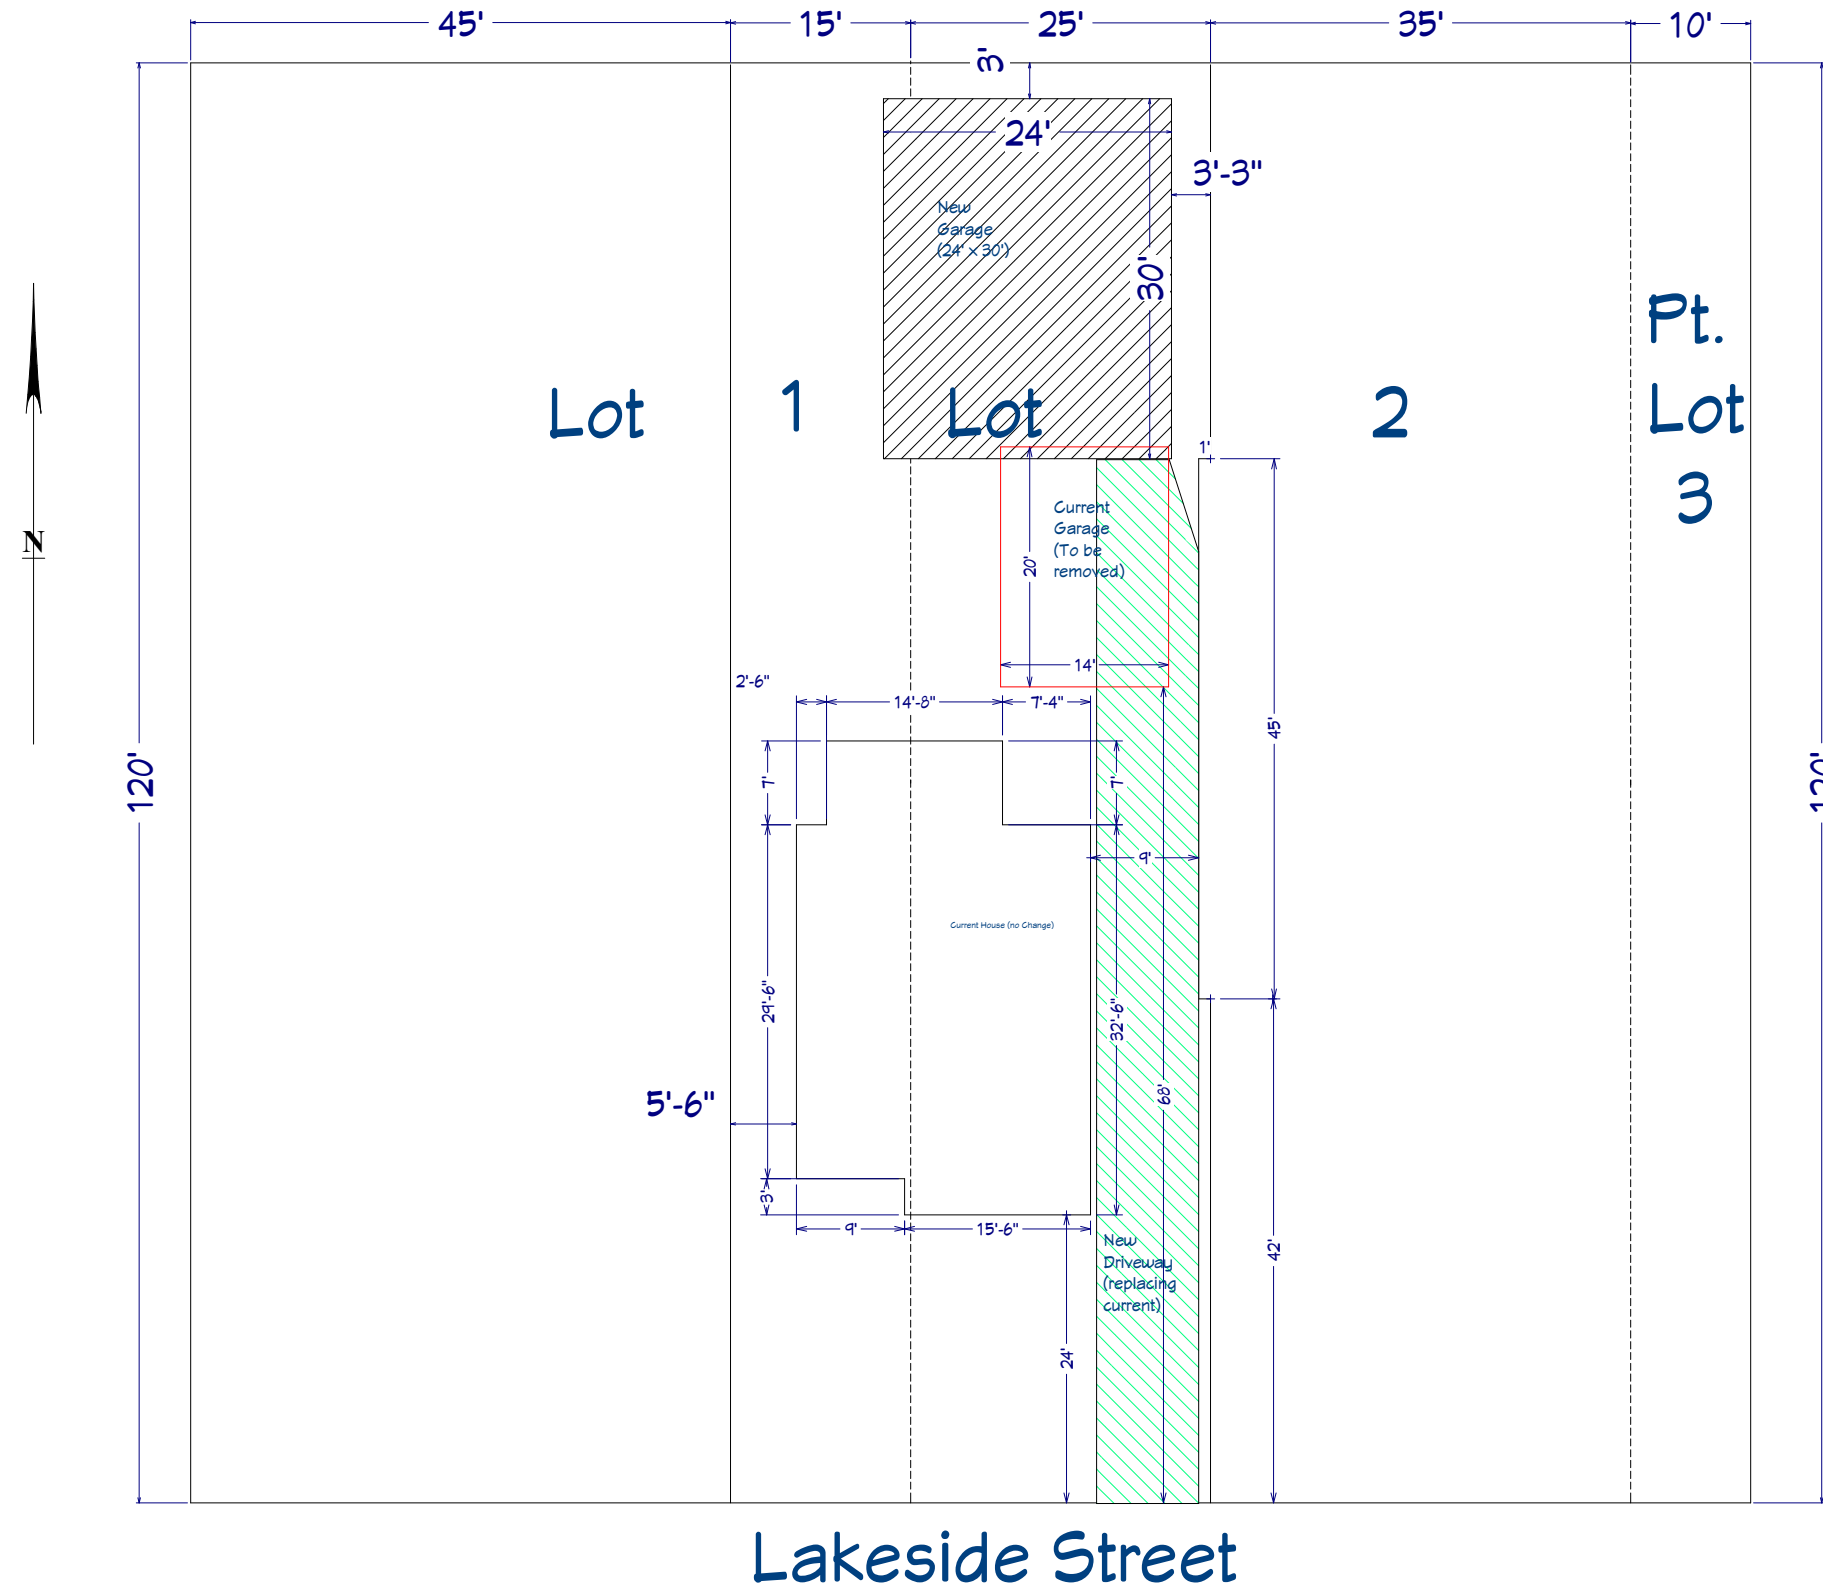 45' 15' 25' 35' 10'
3'
24'
3'-3"
New
Garage
(24' x 30')
30'
Pt.
Lot 1 Lot 2 Lot
3
1'
N
Current
Garage
(To be
removed)
20'
14'
2'-6" 14'-8" 7'-4"
45'
120' 7' 7' 120'
9'
Current House (no Change)
29'-6" 32'-6"
5'-6" 68'
3'
9' 15'-6"
New
Driveway
(replacing
current)
42'
24'
Lakeside Street